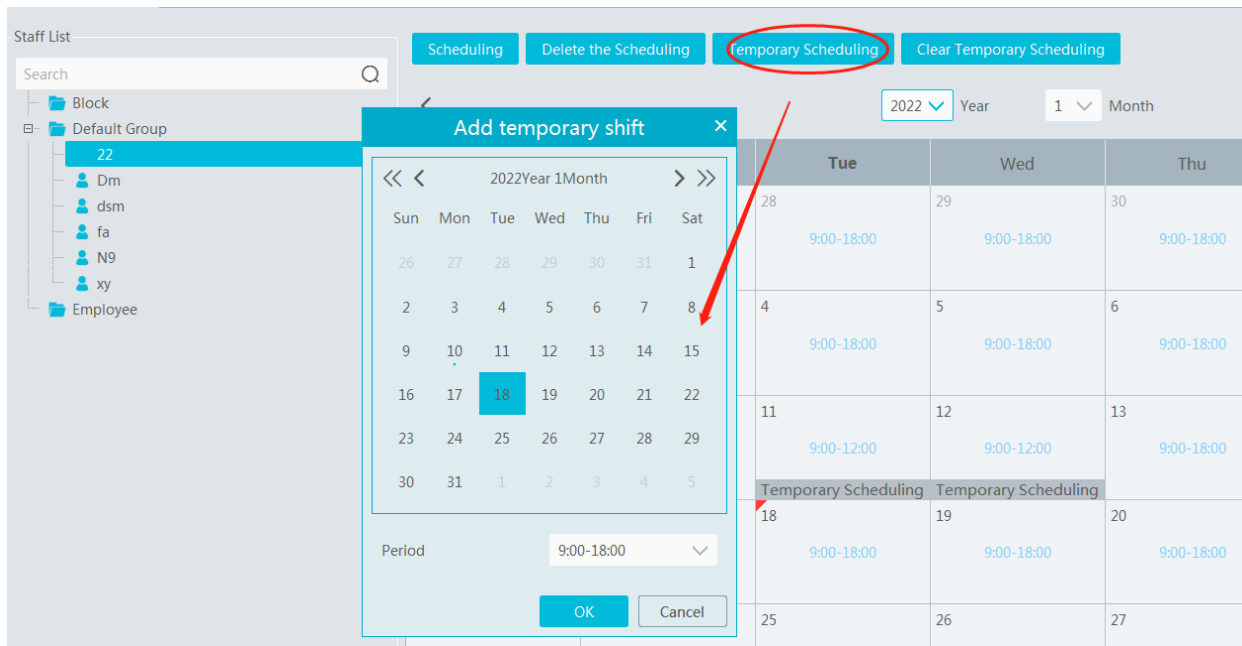 Staff List
Search
Block
Default Group
22
Dm
dsm
fa
N9
xy
Employee
Scheduling Delete the Scheduling Temporary Scheduling Clear Temporary Scheduling
2022 Year 1 Month
Add temporary shift
2022Year 1Month
Sun Mon Tue Wed Thu Fri Sat
26 27 28 29 30 31 1
2 3 4 5 6 7 8
9 10 11 12 13 14 15
16 17 18 19 20 21 22
23 24 25 26 27 28 29
30 31 1 2 3 4 5
Period 9:00-18:00
OK Cancel
Tue Wed Thu
28 29 30
9:00-18:00 9:00-18:00 9:00-18:00
4 5 6
9:00-18:00 9:00-18:00 9:00-18:00
11 12 13
9:00-12:00 9:00-12:00 9:00-18:00
Temporary Scheduling Temporary Scheduling
18 19 20
9:00-18:00 9:00-18:00 9:00-18:00
25 26 27